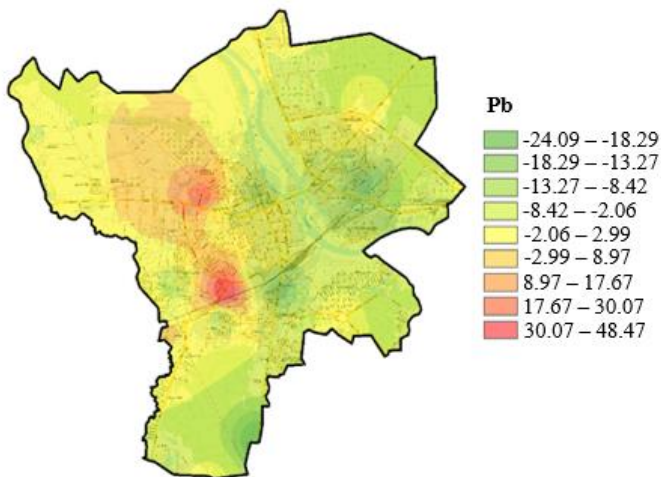 Pb
-24.09 – -18.29
-18.29 – -13.27
-13.27 – -8.42
-8.42 – -2.06
-2.06 – 2.99
-2.99 – 8.97
8.97 – 17.67
17.67 – 30.07
30.07 – 48.47